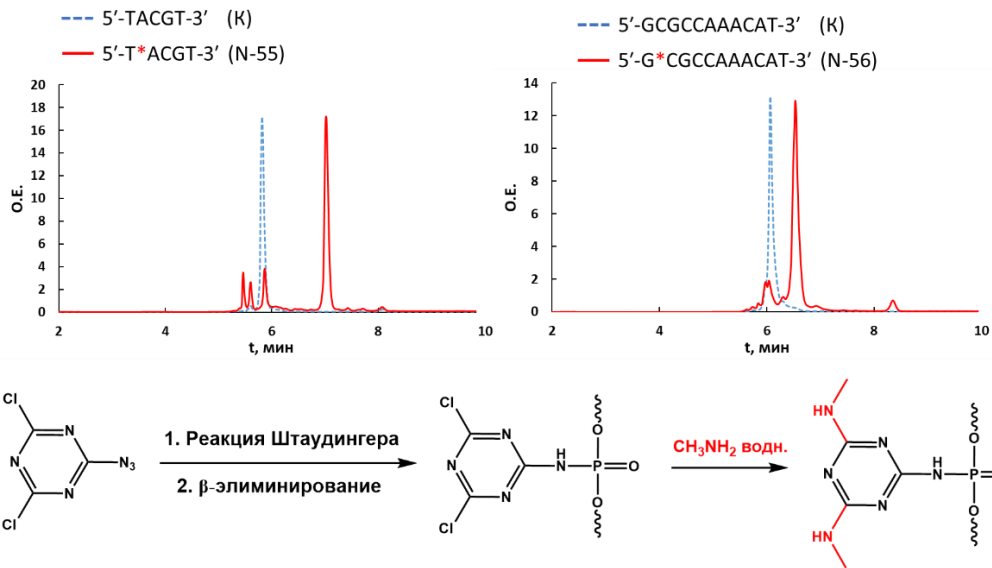 5′-TACGT-3′ (К)
5′-T*ACGT-3′ (N-55)
О.Е.
20
18
16
14
12
10
8
6
4
2
0
2 4 6 8 10
t, мин
5′-GCGCCAAACAT-3′ (К)
5′-G*CGCCAAACAT-3′ (N-56)
О.Е.
14
12
10
8
6
4
2
0
2 4 6 8 10
t, мин
Cl
N
N
N
N₃
Cl
1. Реакция Штаудингера
2. β-элиминирование
Cl
N
N
N
Cl
H
N
O
P
O
O
CH₃NH₂ водн.
HN
N
N
N
HN
H
N
O
P
O